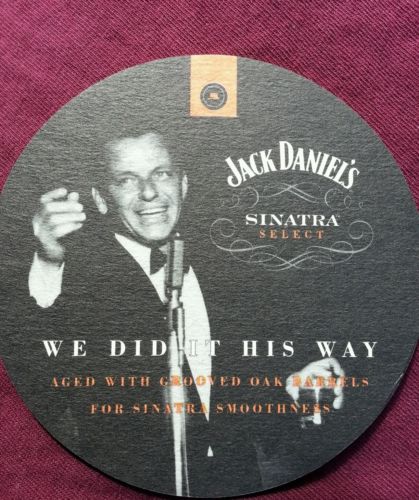 JACK DANIEL'S
SINATRA
SELECT
WE DID IT HIS WAY
AGED WITH GROOVED OAK BARRELS
FOR SINATRA SMOOTHNESS